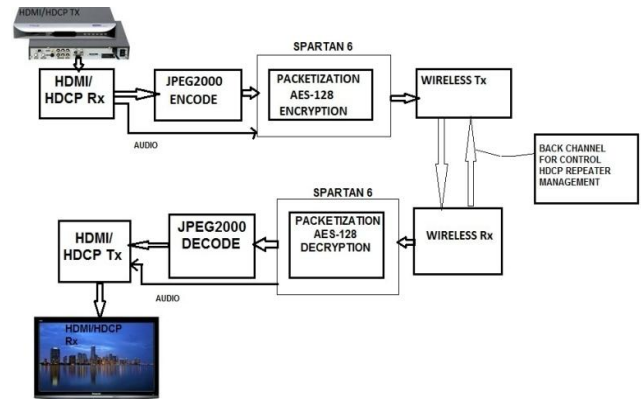 HDMI/HDCP TX
HDMI/
HDCP Rx
JPEG2000
ENCODE
SPARTAN 6
PACKETIZATION
AES-128
ENCRYPTION
WIRELESS Tx
AUDIO
BACK CHANNEL
FOR CONTROL
HDCP REPEATER
MANAGEMENT
SPARTAN 6
HDMI/
HDCP Tx
JPEG2000
DECODE
PACKETIZATION
AES-128
DECRYPTION
WIRELESS Rx
AUDIO
HDMI/HDCP
Rx